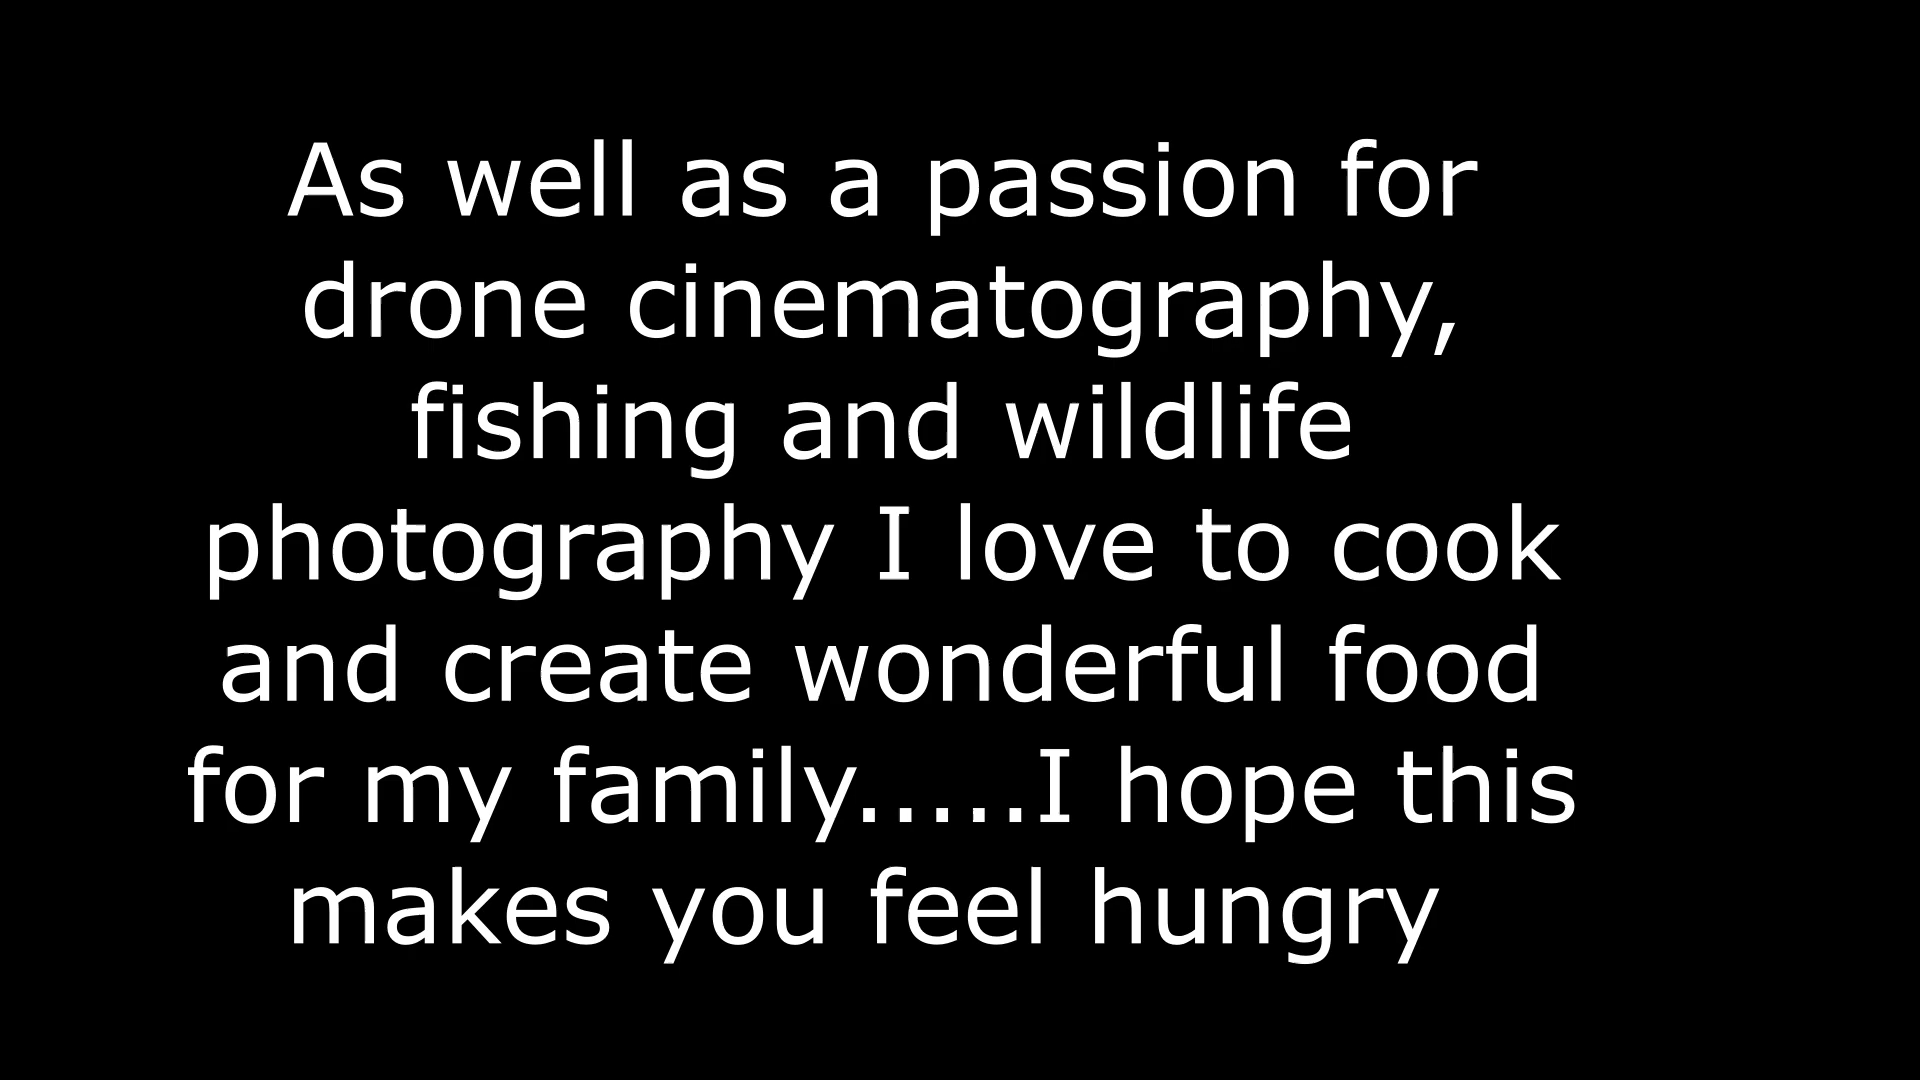 As well as a passion for
drone cinematography,
fishing and wildlife
photography I love to cook
and create wonderful food
for my family.....I hope this
makes you feel hungry